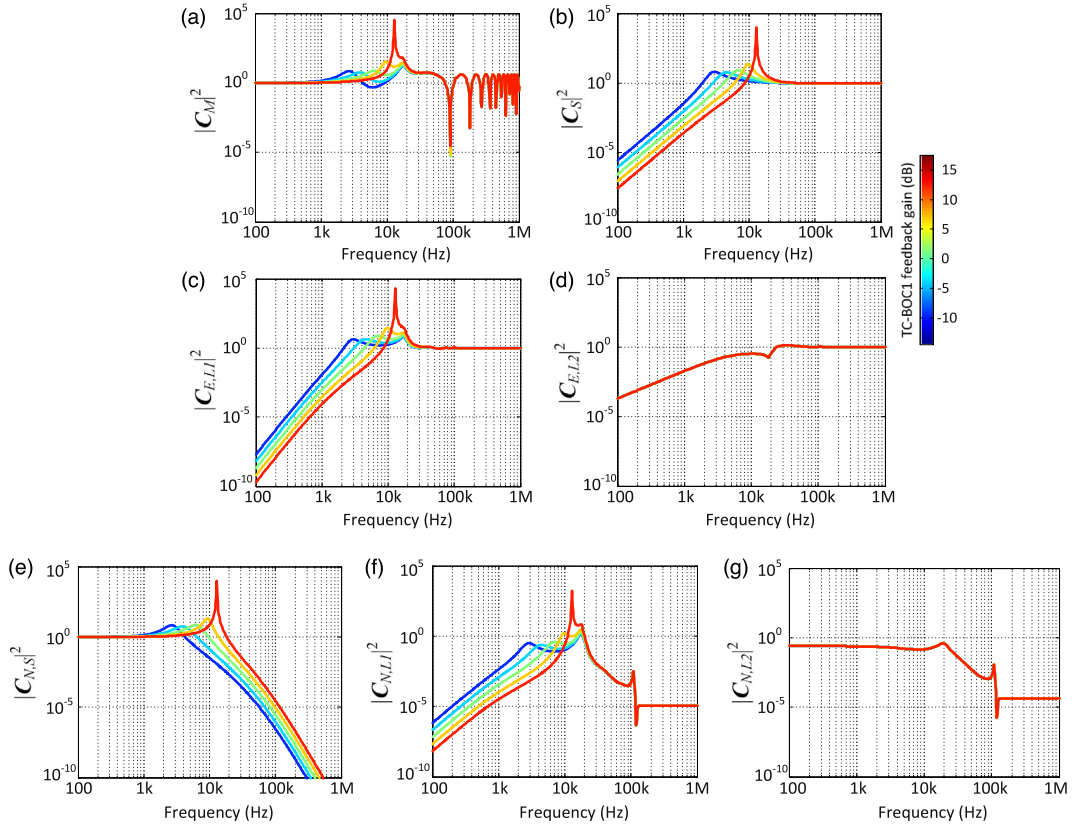 (a)
10^5
10^0
10^-5
10^-10
|C_M|^2
100 1k 10k 100k 1M
Frequency (Hz)
(b)
10^5
10^0
10^-5
10^-10
|C_S|^2
100 1k 10k 100k 1M
Frequency (Hz)
TC-BOC1 feedback gain (dB)
15
10
5
0
-5
-10
(c)
10^5
10^0
10^-5
10^-10
|C_E,L1|^2
100 1k 10k 100k 1M
Frequency (Hz)
(d)
10^5
10^0
10^-5
10^-10
|C_E,L2|^2
100 1k 10k 100k 1M
Frequency (Hz)
(e)
10^5
10^0
10^-5
10^-10
|C_N,S|^2
100 1k 10k 100k 1M
Frequency (Hz)
(f)
10^5
10^0
10^-5
10^-10
|C_N,L1|^2
100 1k 10k 100k 1M
Frequency (Hz)
(g)
10^5
10^0
10^-5
10^-10
|C_N,L2|^2
100 1k 10k 100k 1M
Frequency (Hz)